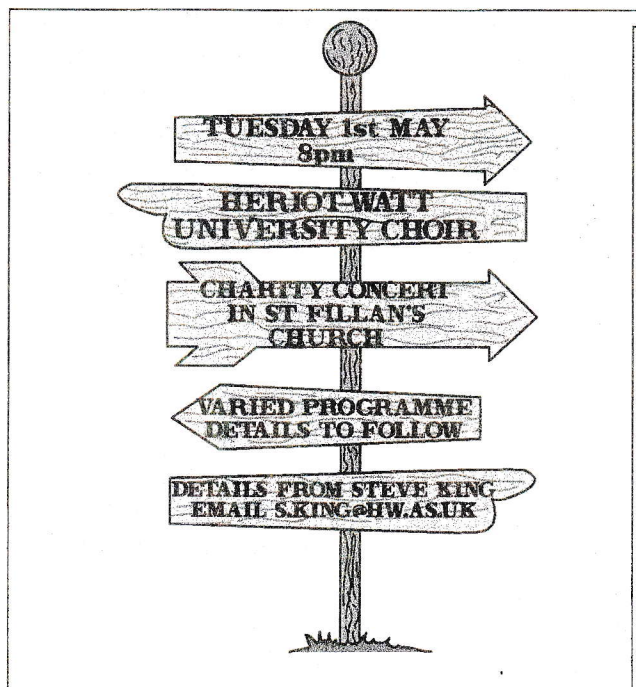 TUESDAY 1st MAY
8pm
HERIOT-WATT
UNIVERSITY CHOIR
CHARITY CONCERT
IN ST FILLAN'S
CHURCH
VARIED PROGRAMME
DETAILS TO FOLLOW
DETAILS FROM STEVE KING
EMAIL S.KING@HW.AS.UK